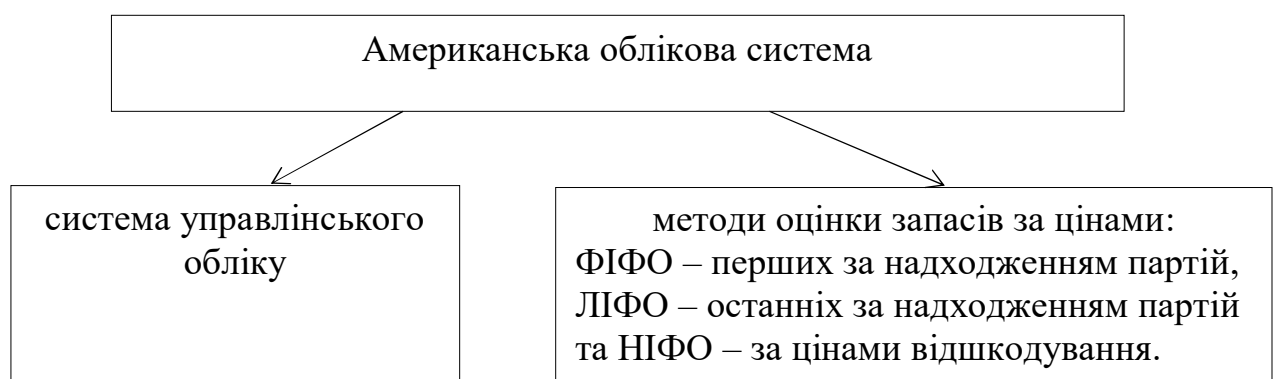 Американська облікова система
система управлінського
обліку
методи оцінки запасів за цінами:
ФІФО – перших за надходженням партій,
ЛІФО – останніх за надходженням партій
та НІФО – за цінами відшкодування.